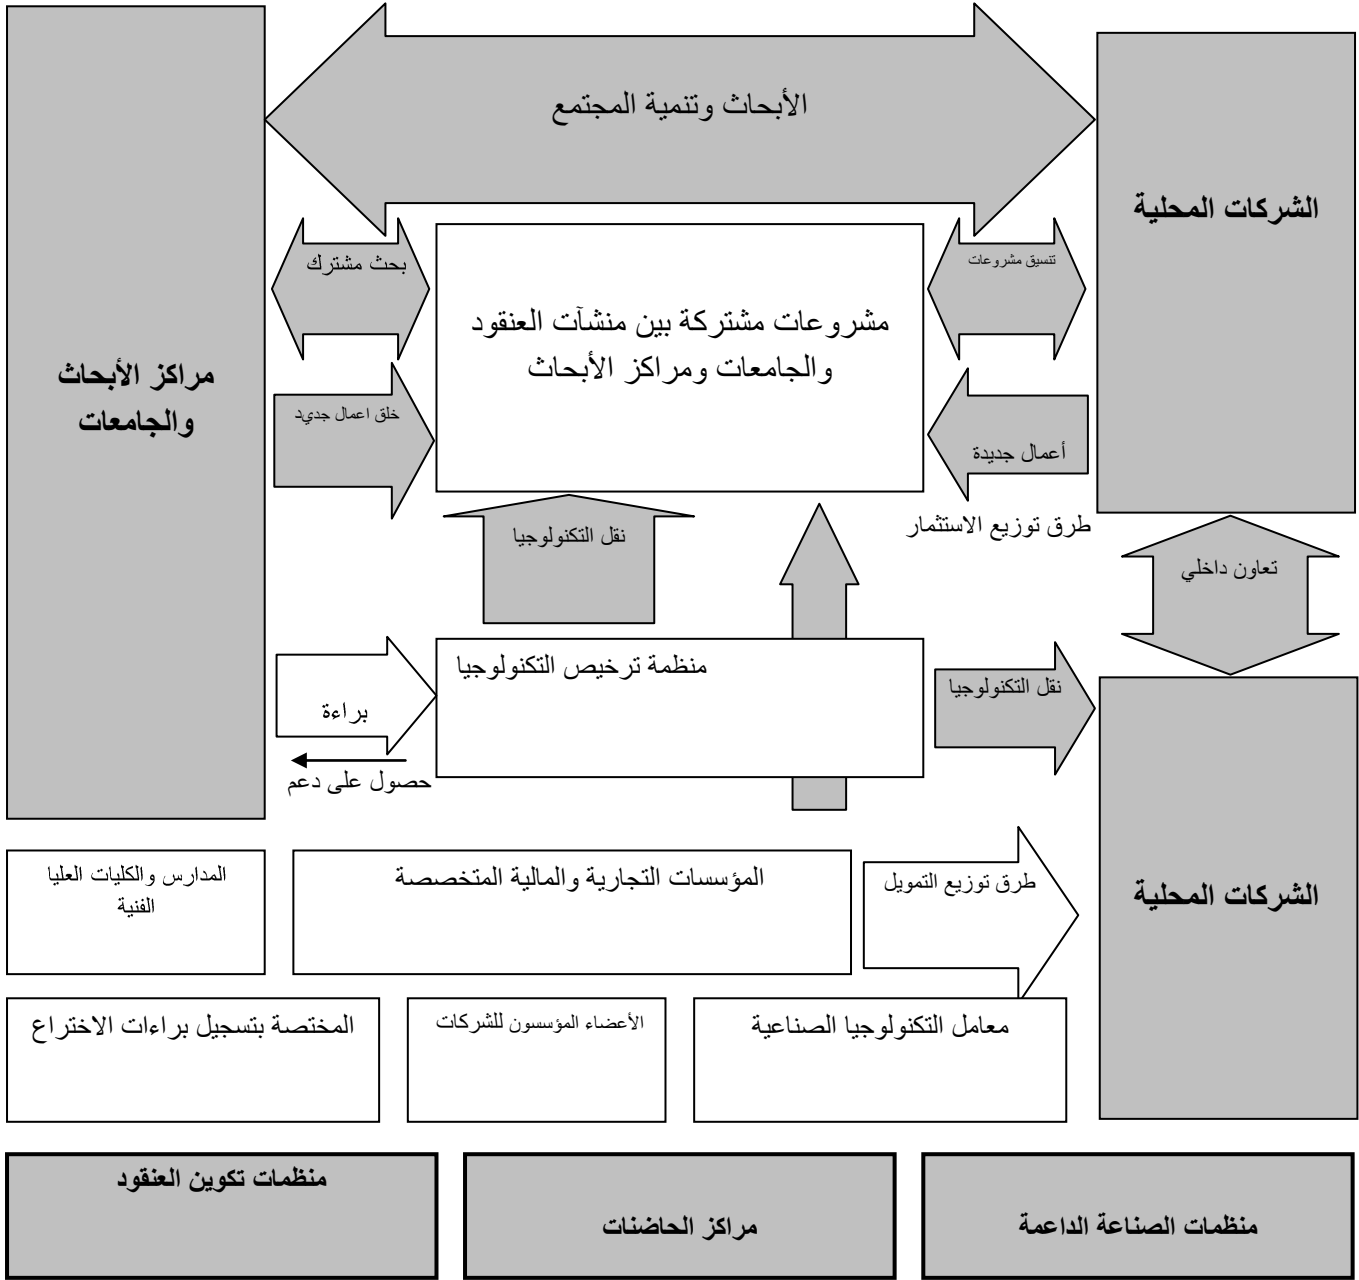 الأبحاث وتنمية المجتمع
الشركات المحلية
تنسيق مشروعات
بحث مشترك
مشروعات مشتركة بين منشآت العنقود
والجامعات ومراكز الأبحاث
مراكز الأبحاث
والجامعات
أعمال جديدة
خلق اعمال جديد
طرق توزيع الاستثمار
نقل التكنولوجيا
تعاون داخلي
منظمة ترخيص التكنولوجيا
نقل التكنولوجيا
براءة
حصول على دعم
الشركات المحلية
طرق توزيع التمويل
المؤسسات التجارية والمالية المتخصصة
المدارس والكليات العليا
الفنية
معامل التكنولوجيا الصناعية
الأعضاء المؤسسون للشركات
المختصة بتسجيل براءات الاختراع
منظمات الصناعة الداعمة
مراكز الحاضنات
منظمات تكوين العنقود